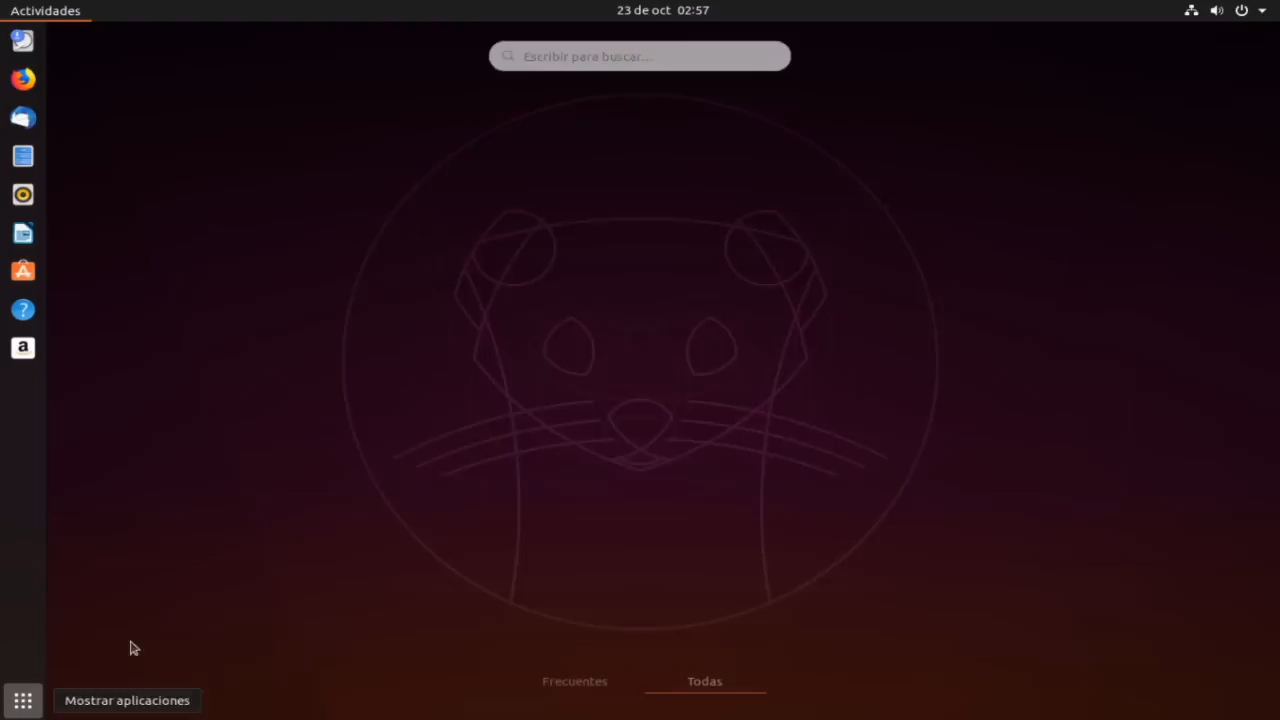 Actividades
23 de oct 02:57
Escribir para buscar...
Frecuentes
Todas
Mostrar aplicaciones